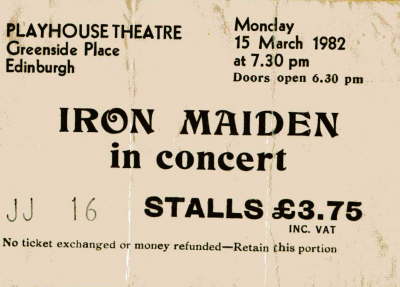 PLAYHOUSE THEATRE
Greenside Place
Edinburgh
Monday
15 March 1982
at 7.30 pm
Doors open 6.30 pm
IRON MAIDEN
in concert
JJ 16 STALLS £3.75
INC. VAT
No ticket exchanged or money refunded—Retain this portion